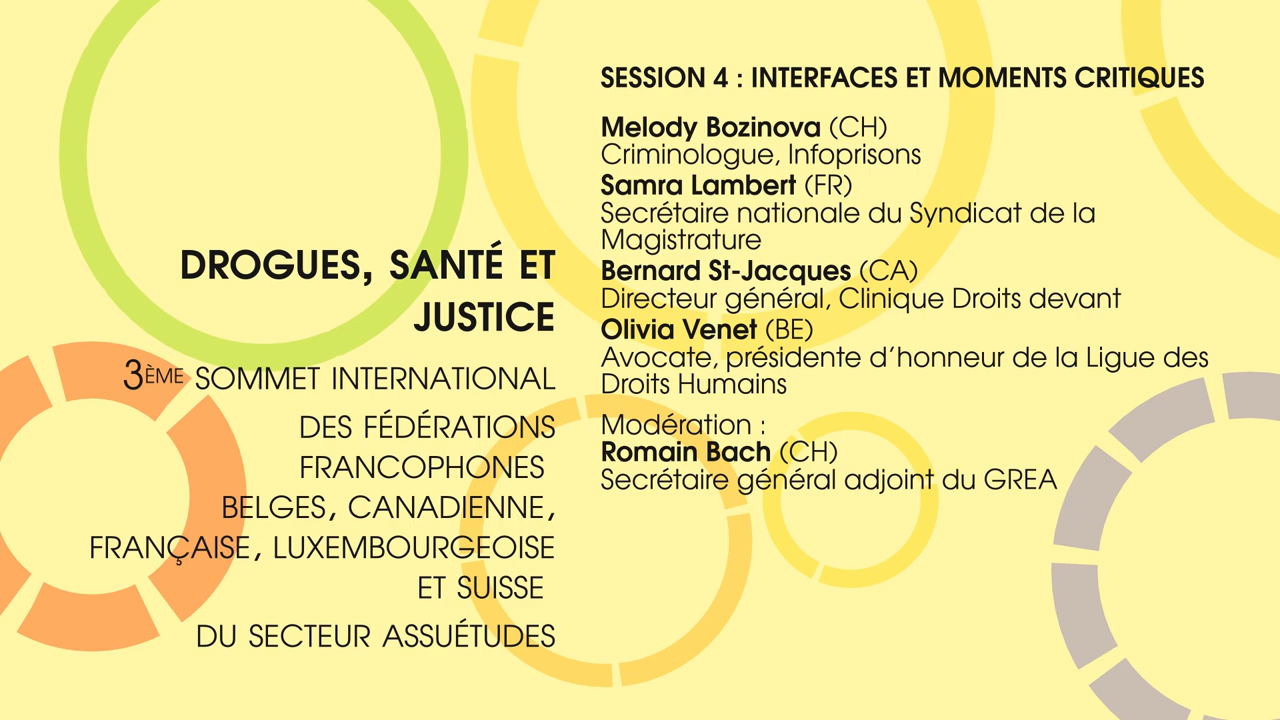 DROGUES, SANTÉ ET
JUSTICE
3ÈME SOMMET INTERNATIONAL
DES FÉDÉRATIONS
FRANCOPHONES
BELGES, CANADIENNE,
FRANÇAISE, LUXEMBOURGEOISE
ET SUISSE
DU SECTEUR ASSUÉTUDES
SESSION 4 : INTERFACES ET MOMENTS CRITIQUES
Melody Bozinova (CH)
Criminologue, Infoprisons
Samra Lambert (FR)
Secrétaire nationale du Syndicat de la
Magistrature
Bernard St-Jacques (CA)
Directeur général, Clinique Droits devant
Olivia Venet (BE)
Avocate, présidente d’honneur de la Ligue des
Droits Humains
Modération :
Romain Bach (CH)
Secrétaire général adjoint du GREA